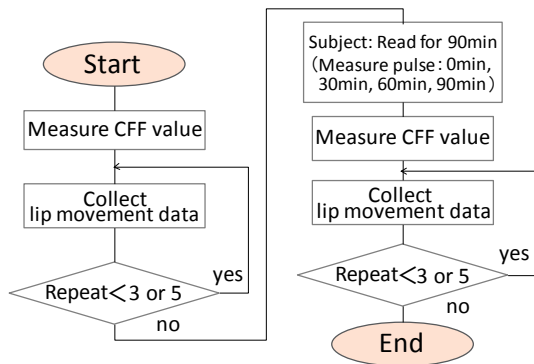 Start
Measure CFF value
Collect
lip movement data
Repeat＜3 or 5
yes
no
Subject: Read for 90min
（Measure pulse：0min,
30min, 60min, 90min）
Measure CFF value
Collect
lip movement data
Repeat＜3 or 5
yes
no
End